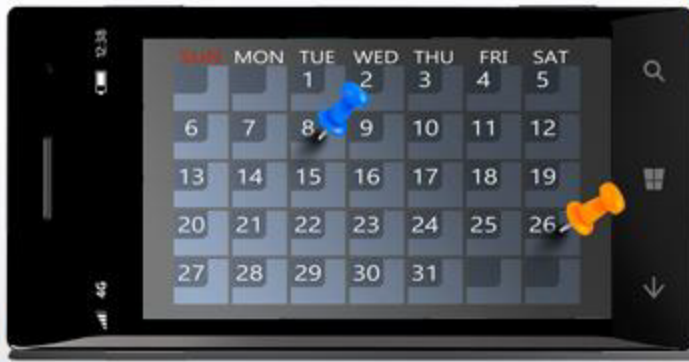 12:38
SUN MON TUE WED THU FRI SAT
1 2 3 4 5
6 7 8 9 10 11 12
13 14 15 16 17 18 19
20 21 22 23 24 25 26
27 28 29 30 31
4G